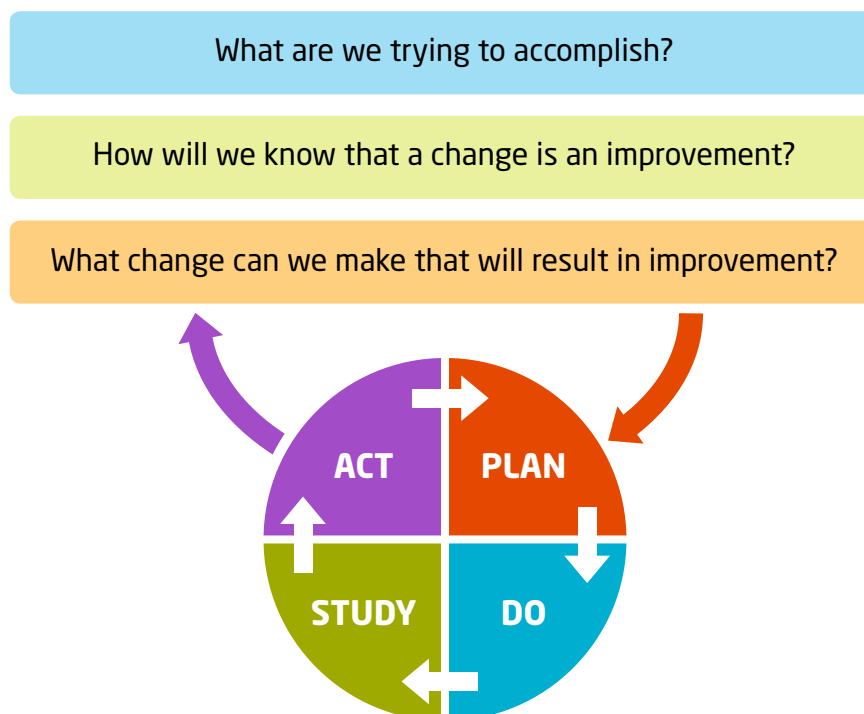 What are we trying to accomplish?
How will we know that a change is an improvement?
What change can we make that will result in improvement?
ACT
PLAN
STUDY
DO